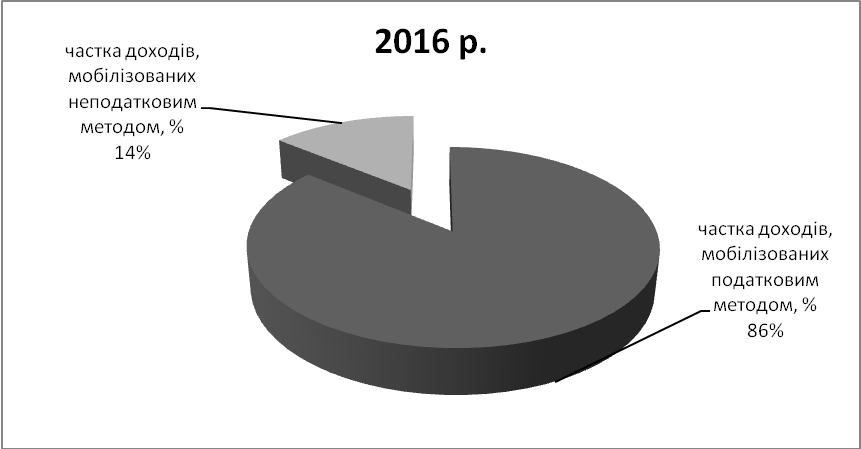 2016 р.
частка доходів,
мобілізованих
неподатковим
методом, %
14%
частка доходів,
мобілізованих
податковим
методом, %
86%